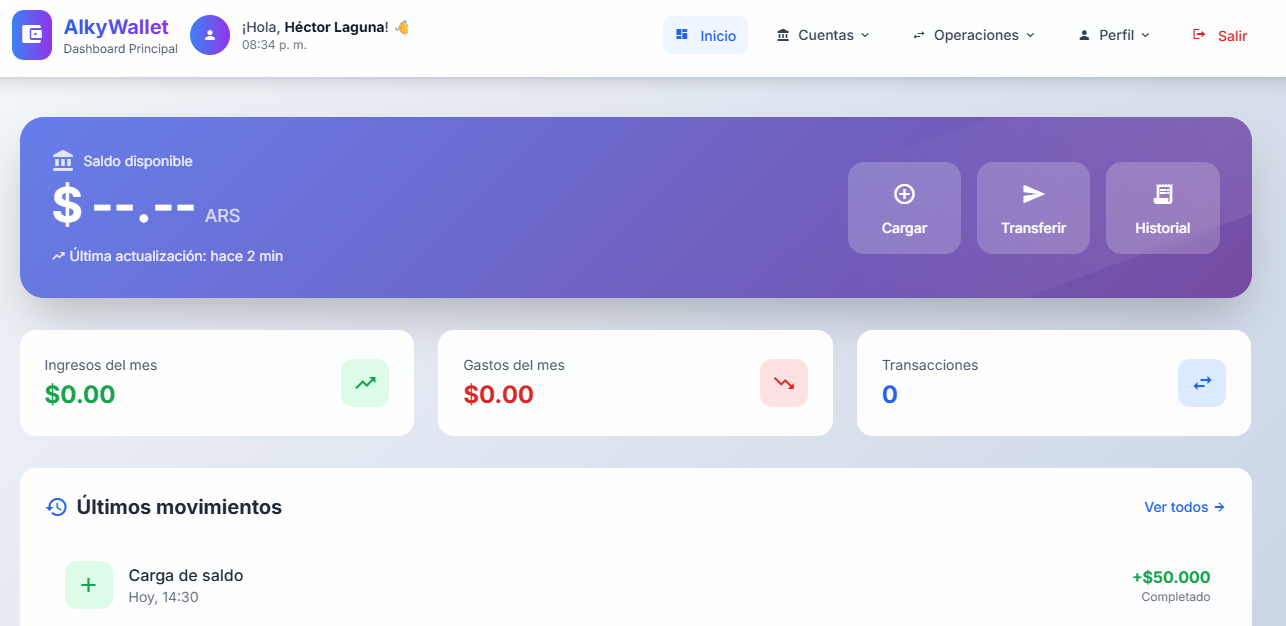 AlkyWallet
Dashboard Principal
¡Hola, Héctor Laguna! 👋
08:34 p. m.
Inicio
Cuentas
Operaciones
Perfil
Salir
Saldo disponible
$ --.-- ARS
Última actualización: hace 2 min
Cargar
Transferir
Historial
Ingresos del mes
$0.00
Gastos del mes
$0.00
Transacciones
0
Últimos movimientos
Ver todos →
Carga de saldo
Hoy, 14:30
+$50.000
Completado